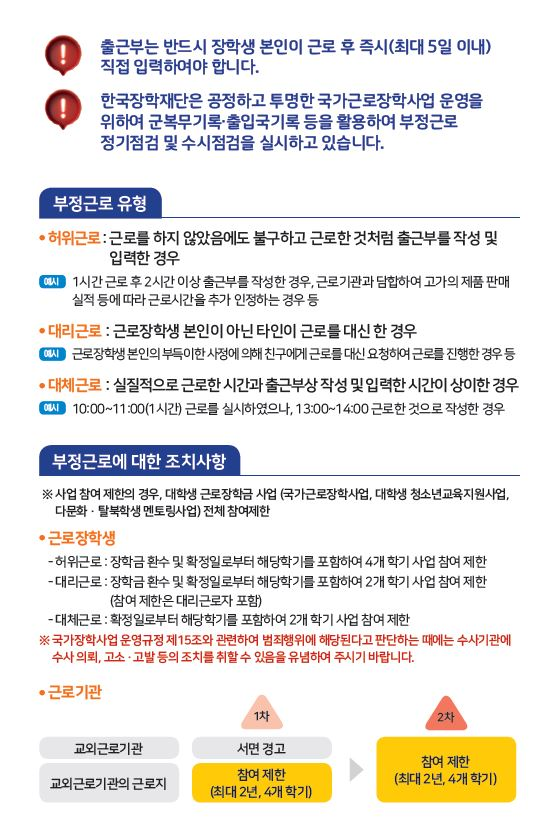 출근부는 반드시 장학생 본인이 근로 후 즉시(최대 5일 이내)
직접 입력하여야 합니다.
한국장학재단은 공정하고 투명한 국가근로장학사업 운영을
위하여 군복무기록·출입국기록 등을 활용하여 부정근로
정기점검 및 수시점검을 실시하고 있습니다.
부정근로 유형
• 허위근로 : 근로를 하지 않았음에도 불구하고 근로한 것처럼 출근부를 작성 및
입력한 경우
예시 1시간 근로 후 2시간 이상 출근부를 작성한 경우, 근로기관과 담합하여 고가의 제품 판매
실적 등에 따라 근로시간을 추가 인정하는 경우 등
• 대리근로 : 근로장학생 본인이 아닌 타인이 근로를 대신 한 경우
예시 근로장학생 본인의 부득이한 사정에 의해 친구에게 근로를 대신 요청하여 근로를 진행한 경우 등
• 대체근로 : 실질적으로 근로한 시간과 출근부상 작성 및 입력한 시간이 상이한 경우
예시 10:00~11:00(1시간) 근로를 실시하였으나, 13:00~14:00 근로한 것으로 작성한 경우
부정근로에 대한 조치사항
※ 사업 참여 제한의 경우, 대학생 근로장학금 사업 (국가근로장학사업, 대학생 청소년교육지원사업,
다문화·탈북학생 멘토링사업) 전체 참여제한
• 근로장학생
- 허위근로 : 장학금 환수 및 확정일로부터 해당학기를 포함하여 4개 학기 사업 참여 제한
- 대리근로 : 장학금 환수 및 확정일로부터 해당학기를 포함하여 2개 학기 사업 참여 제한
(참여 제한은 대리근로자 포함)
- 대체근로 : 확정일로부터 해당학기를 포함하여 2개 학기 사업 참여 제한
※ 국가장학사업 운영규정 제15조와 관련하여 범죄행위에 해당된다고 판단하는 때에는 수사기관에
수사 의뢰, 고소·고발 등의 조치를 취할 수 있음을 유념하여 주시기 바랍니다.
• 근로기관
1차 2차
교외근로기관 서면 경고
교외근로기관의 근로지 참여 제한
(최대 2년, 4개 학기)
참여 제한
(최대 2년, 4개 학기)